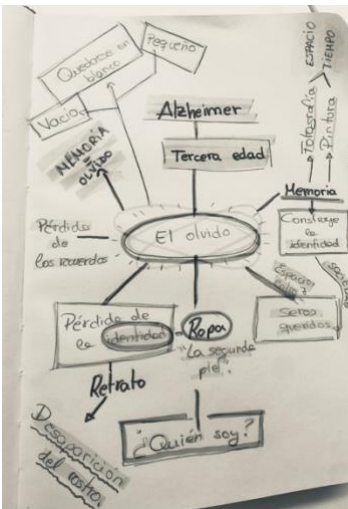 Pequeño
Quedarse en
blanco
Vacío
MEMORIA
=
OLVIDO
Alzheimer
Tercera edad
Fotografía
ESPACIO
Pintura
TIEMPO
Memoria
Construye
la
identidad
El olvido
Pérdida
de
los recuerdos
Seres
queridos
Pérdida de
la identidad
Ropa
"La segunda
piel".
Retrato
Desaparición
del rostro.
¿Quién soy?